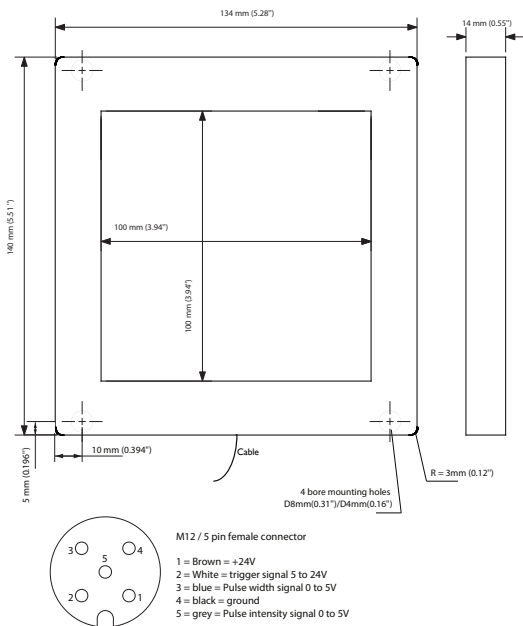 134 mm (5.28")
14 mm (0.55")
140 mm (5.51")
100 mm (3.94")
100 mm (3.94")
5 mm (0.196")
10 mm (0.394")
Cable
R = 3mm (0.12")
4 bore mounting holes
D8mm(0.31")/D4mm(0.16")
M12 / 5 pin female connector
3
4
5
2
1
1 = Brown = +24V
2 = White = trigger signal 5 to 24V
3 = blue = Pulse width signal 0 to 5V
4 = black = ground
5 = grey = Pulse intensity signal 0 to 5V